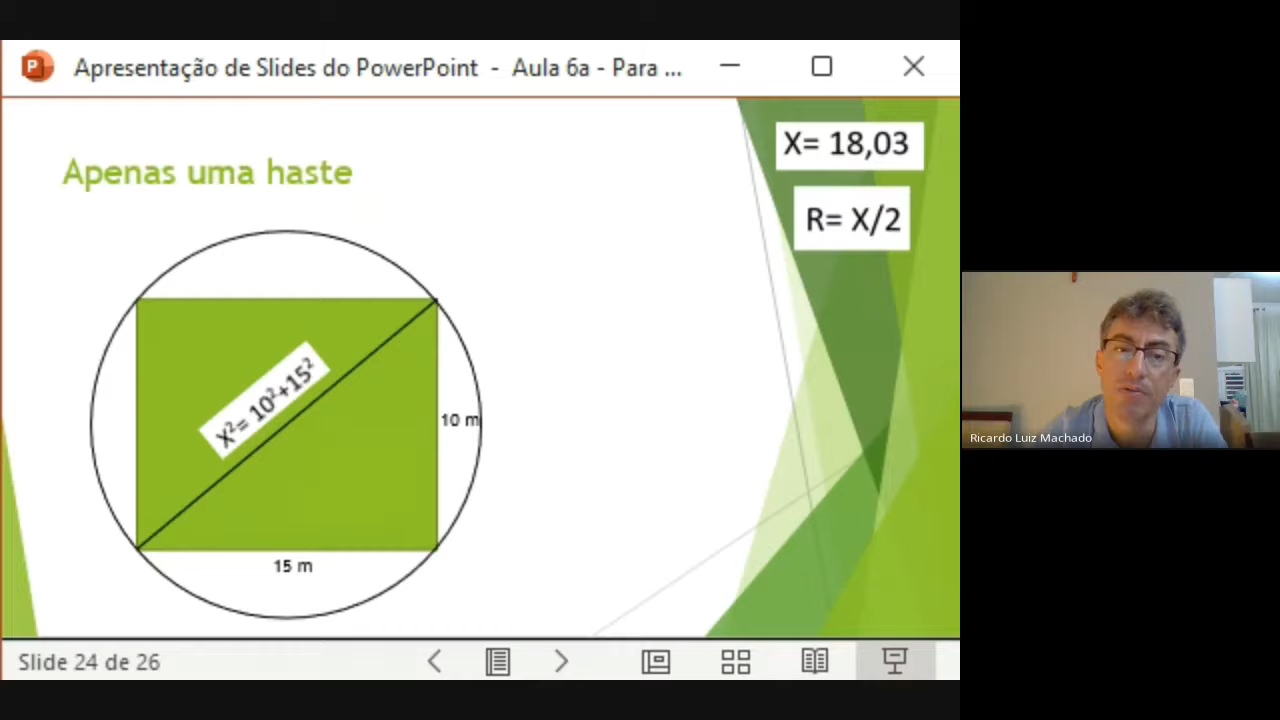 Apresentação de Slides do PowerPoint - Aula 6a - Para ...
X= 18,03
Apenas uma haste
R= X/2
X²= 10²+15²
10 m
15 m
Ricardo Luiz Machado
Slide 24 de 26